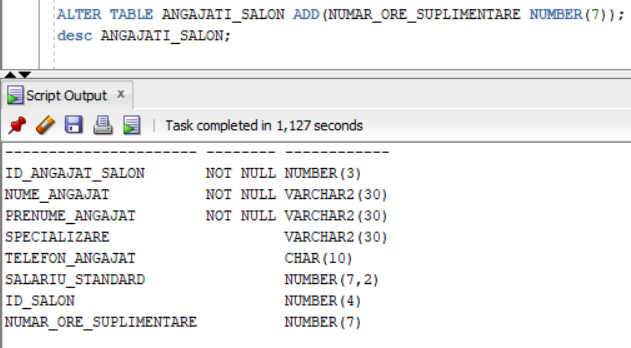 ALTER TABLE ANGAJATI_SALON ADD(NUMAR_ORE_SUPLIMENTARE NUMBER(7));
desc ANGAJATI_SALON;
Script Output x
Task completed in 1,127 seconds
---------------------- -------- ------------
ID_ANGAJAT_SALON NOT NULL NUMBER(3)
NUME_ANGAJAT NOT NULL VARCHAR2(30)
PRENUME_ANGAJAT NOT NULL VARCHAR2(30)
SPECIALIZARE VARCHAR2(30)
TELEFON_ANGAJAT CHAR(10)
SALARIU_STANDARD NUMBER(7,2)
ID_SALON NUMBER(4)
NUMAR_ORE_SUPLIMENTARE NUMBER(7)